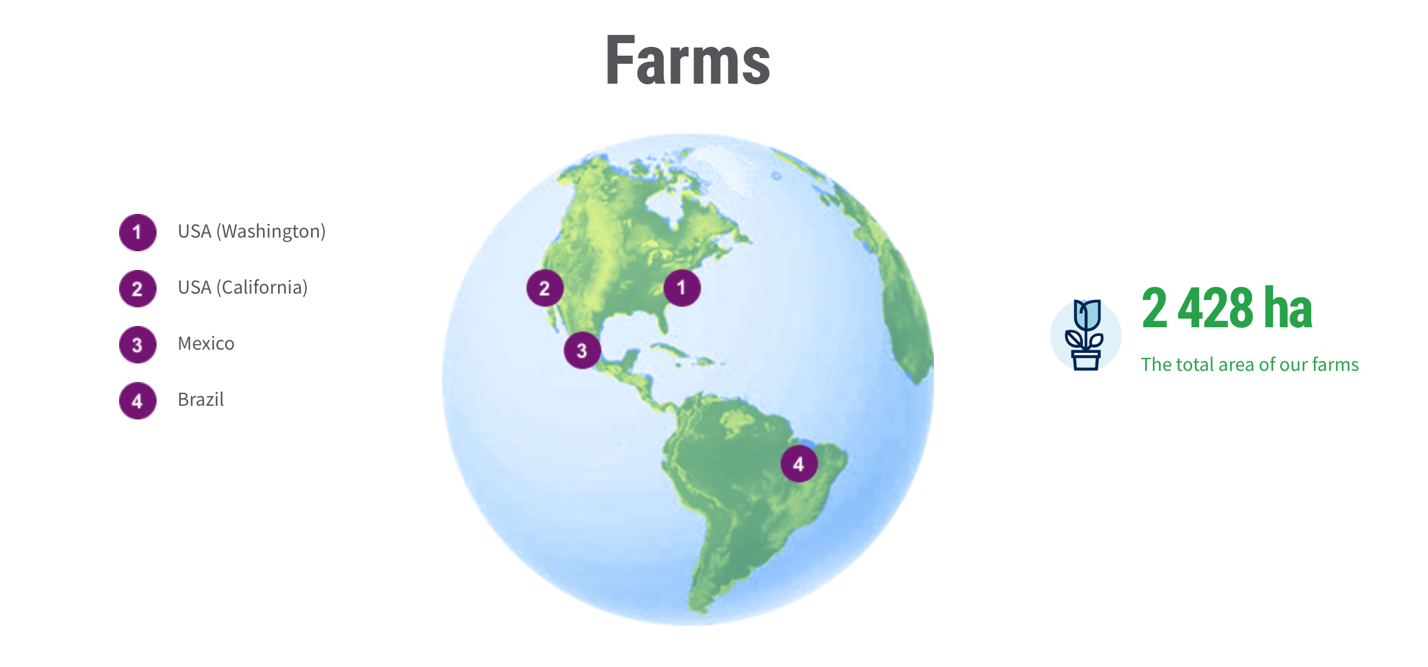 Farms
1 USA (Washington)
2 USA (California)
3 Mexico
4 Brazil
2
1
3
4
2 428 ha
The total area of our farms